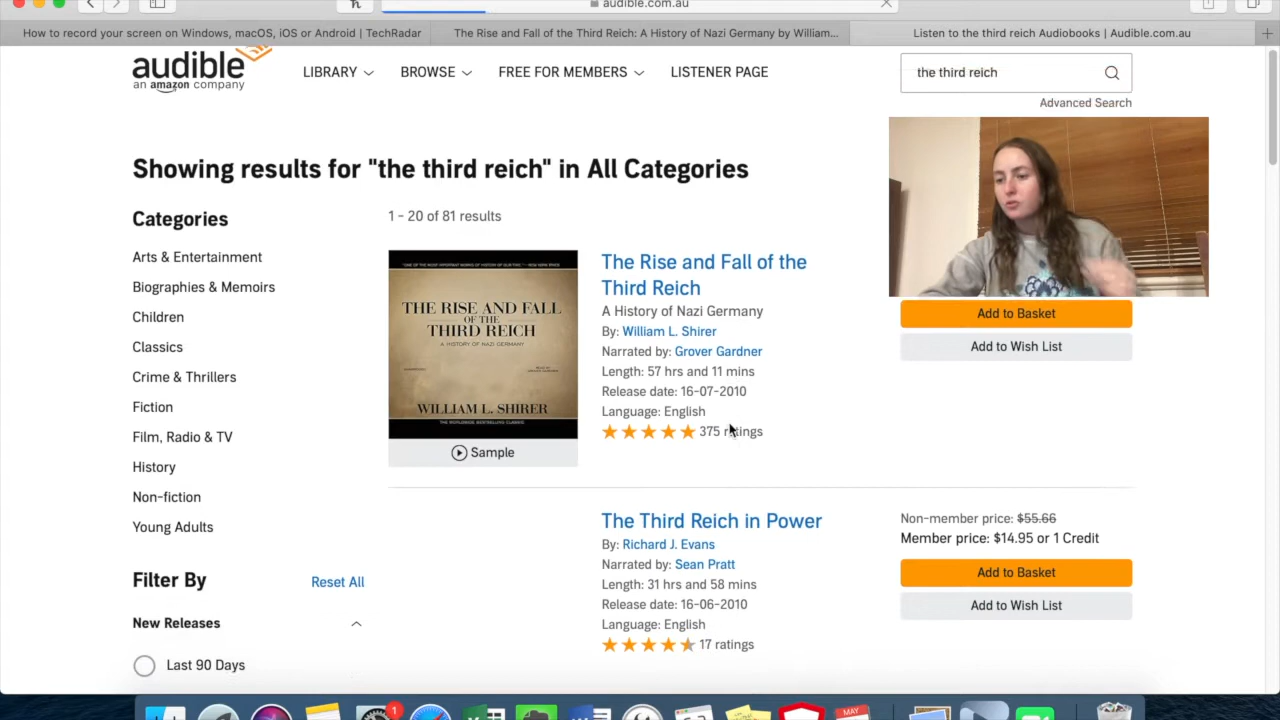 audible.com.au
How to record your screen on Windows, macOS, iOS or Android | TechRadar
The Rise and Fall of the Third Reich: A History of Nazi Germany by William...
Listen to the third reich Audiobooks | Audible.com.au
audible
an amazon company
LIBRARY
BROWSE
FREE FOR MEMBERS
LISTENER PAGE
the third reich
Advanced Search
Showing results for "the third reich" in All Categories
Categories
Arts & Entertainment
Biographies & Memoirs
Children
Classics
Crime & Thrillers
Fiction
Film, Radio & TV
History
Non-fiction
Young Adults
Filter By
Reset All
New Releases
Last 90 Days
1 - 20 of 81 results
THE RISE AND FALL
OF THE
THIRD REICH
A HISTORY OF NAZI GERMANY
WILLIAM L. SHIRER
Sample
The Rise and Fall of the
Third Reich
A History of Nazi Germany
By: William L. Shirer
Narrated by: Grover Gardner
Length: 57 hrs and 11 mins
Release date: 16-07-2010
Language: English
375 ratings
Add to Basket
Add to Wish List
The Third Reich in Power
By: Richard J. Evans
Narrated by: Sean Pratt
Length: 31 hrs and 58 mins
Release date: 16-06-2010
Language: English
17 ratings
Non-member price: $55.66
Member price: $14.95 or 1 Credit
Add to Basket
Add to Wish List
1
MAY